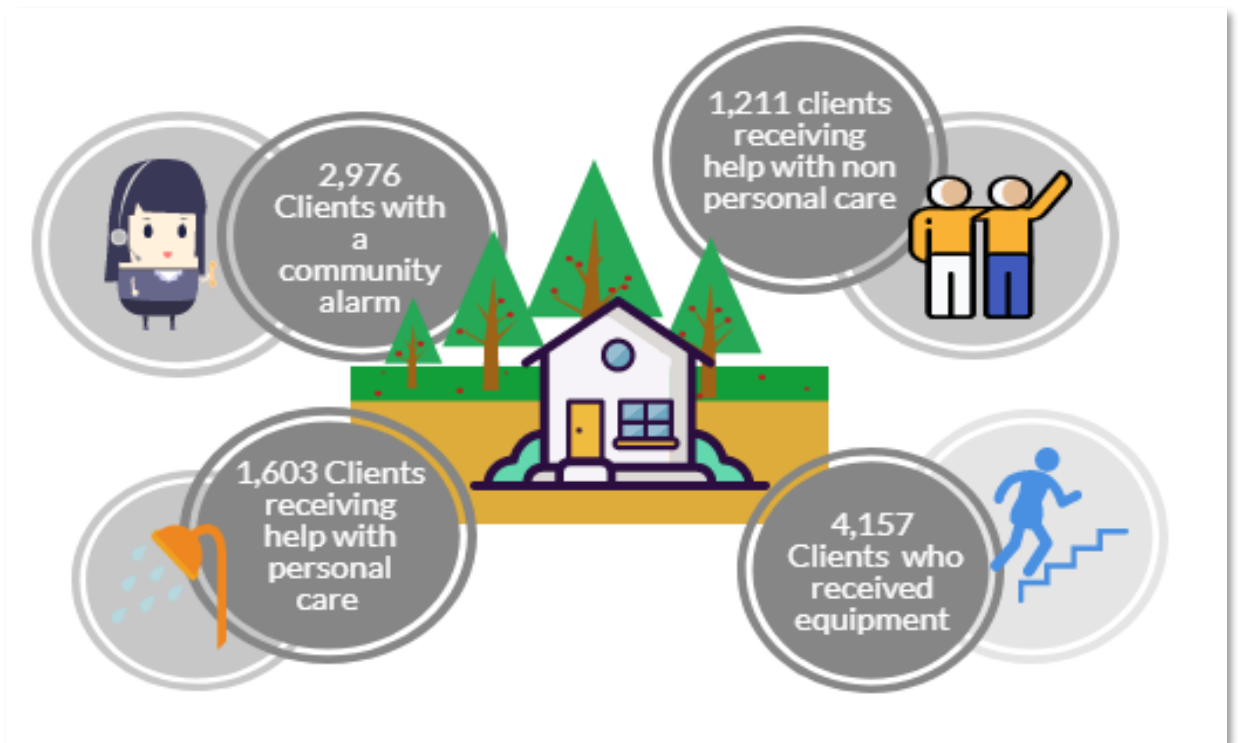 2,976
Clients with
a
community
alarm
1,211 clients
receiving
help with non
personal care
1,603 Clients
receiving
help with
personal
care
4,157
Clients who
received
equipment